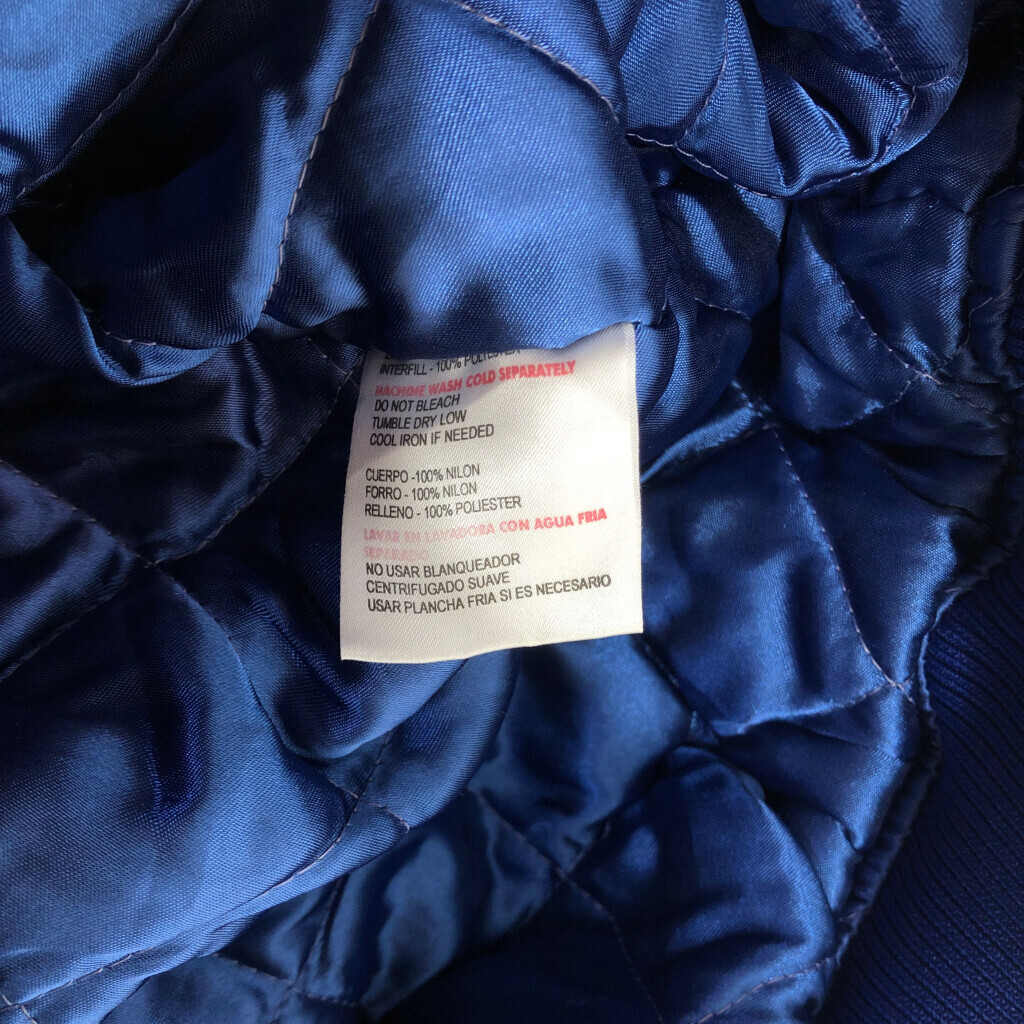 INTERFILL - 100% POLYESTER
MACHINE WASH COLD SEPARATELY
DO NOT BLEACH
TUMBLE DRY LOW
COOL IRON IF NEEDED
CUERPO -100% NILON
FORRO - 100% NILON
RELLENO - 100% POLIESTER
LAVAR EN LAVADORA CON AGUA FRIA
SEPARADO
NO USAR BLANQUEADOR
CENTRIFUGADO SUAVE
USAR PLANCHA FRIA SI ES NECESARIO